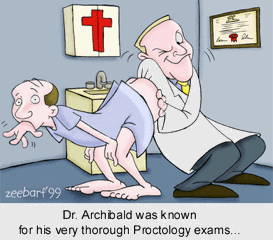 zeebarf'99
Dr. Archibald was known
for his very thorough Proctology exams...